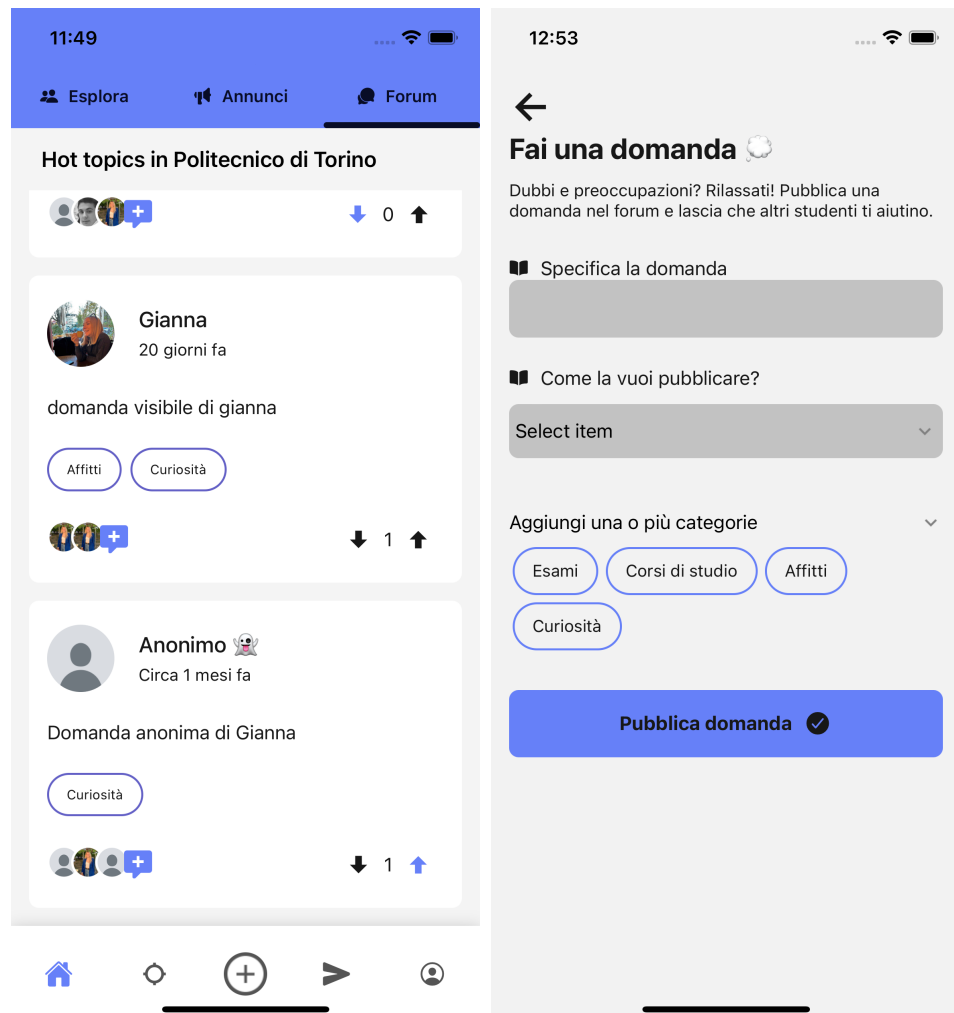 11:49
Esplora Annunci Forum
Hot topics in Politecnico di Torino
0
Gianna
20 giorni fa
domanda visibile di gianna
Affitti Curiosità
1
Anonimo 👻
Circa 1 mesi fa
Domanda anonima di Gianna
Curiosità
1
12:53
Fai una domanda 💭
Dubbi e preoccupazioni? Rilassati! Pubblica una
domanda nel forum e lascia che altri studenti ti aiutino.
Specifica la domanda
Come la vuoi pubblicare?
Select item
Aggiungi una o più categorie
Esami Corsi di studio Affitti
Curiosità
Pubblica domanda